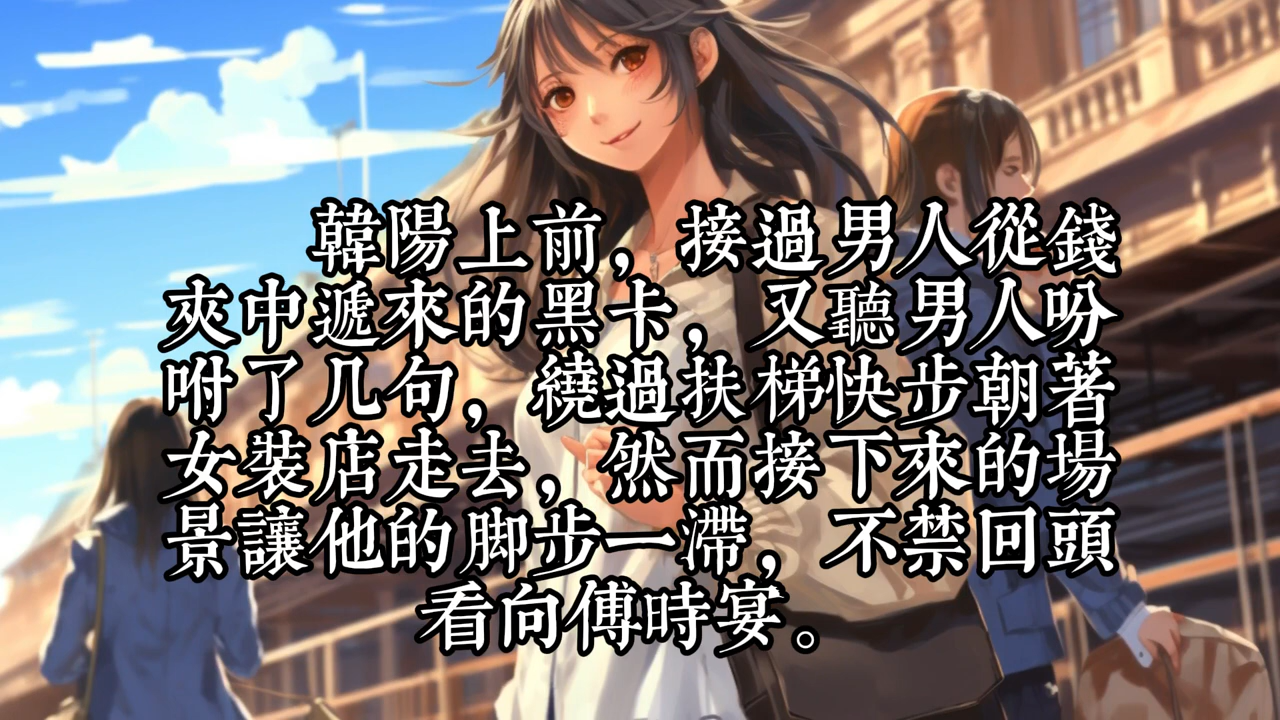 韓陽上前，接過男人從錢
夾中遞來的黑卡，又聽男人吩
咐了几句，繞過扶梯快步朝著
女裝店走去，然而接下來的場
景讓他的脚步一滯，不禁回頭
看向傅時宴。